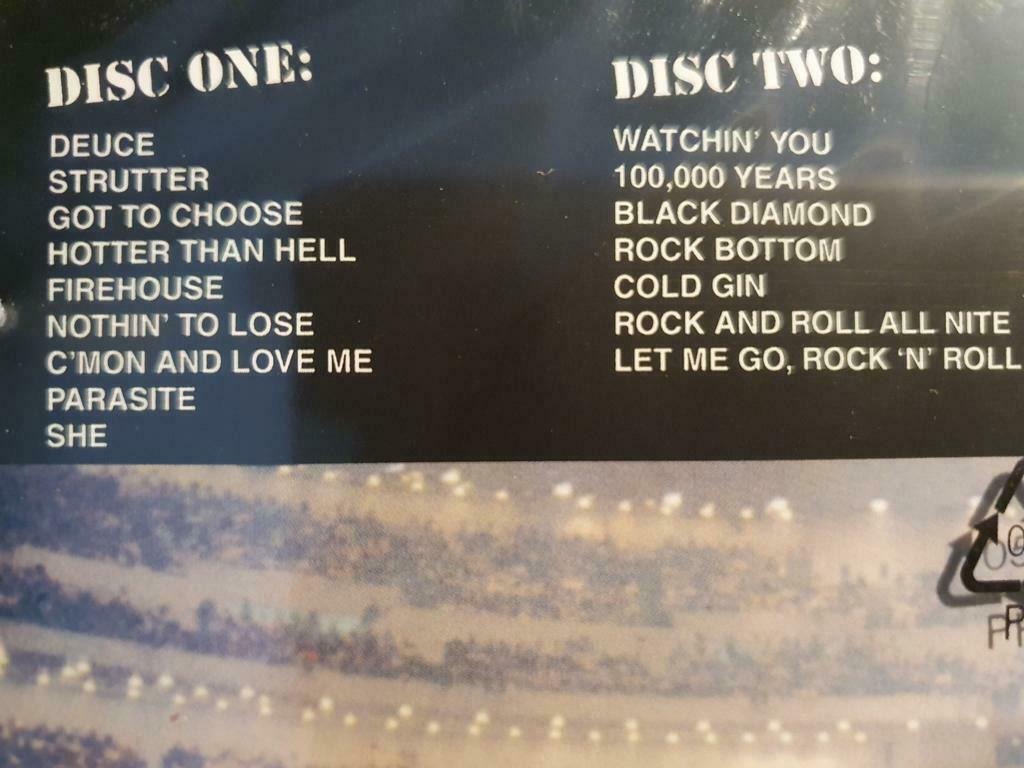 DISC ONE:
DEUCE
STRUTTER
GOT TO CHOOSE
HOTTER THAN HELL
FIREHOUSE
NOTHIN' TO LOSE
C'MON AND LOVE ME
PARASITE
SHE
DISC TWO:
WATCHIN' YOU
100,000 YEARS
BLACK DIAMOND
ROCK BOTTOM
COLD GIN
ROCK AND ROLL ALL NITE
LET ME GO, ROCK 'N' ROLL